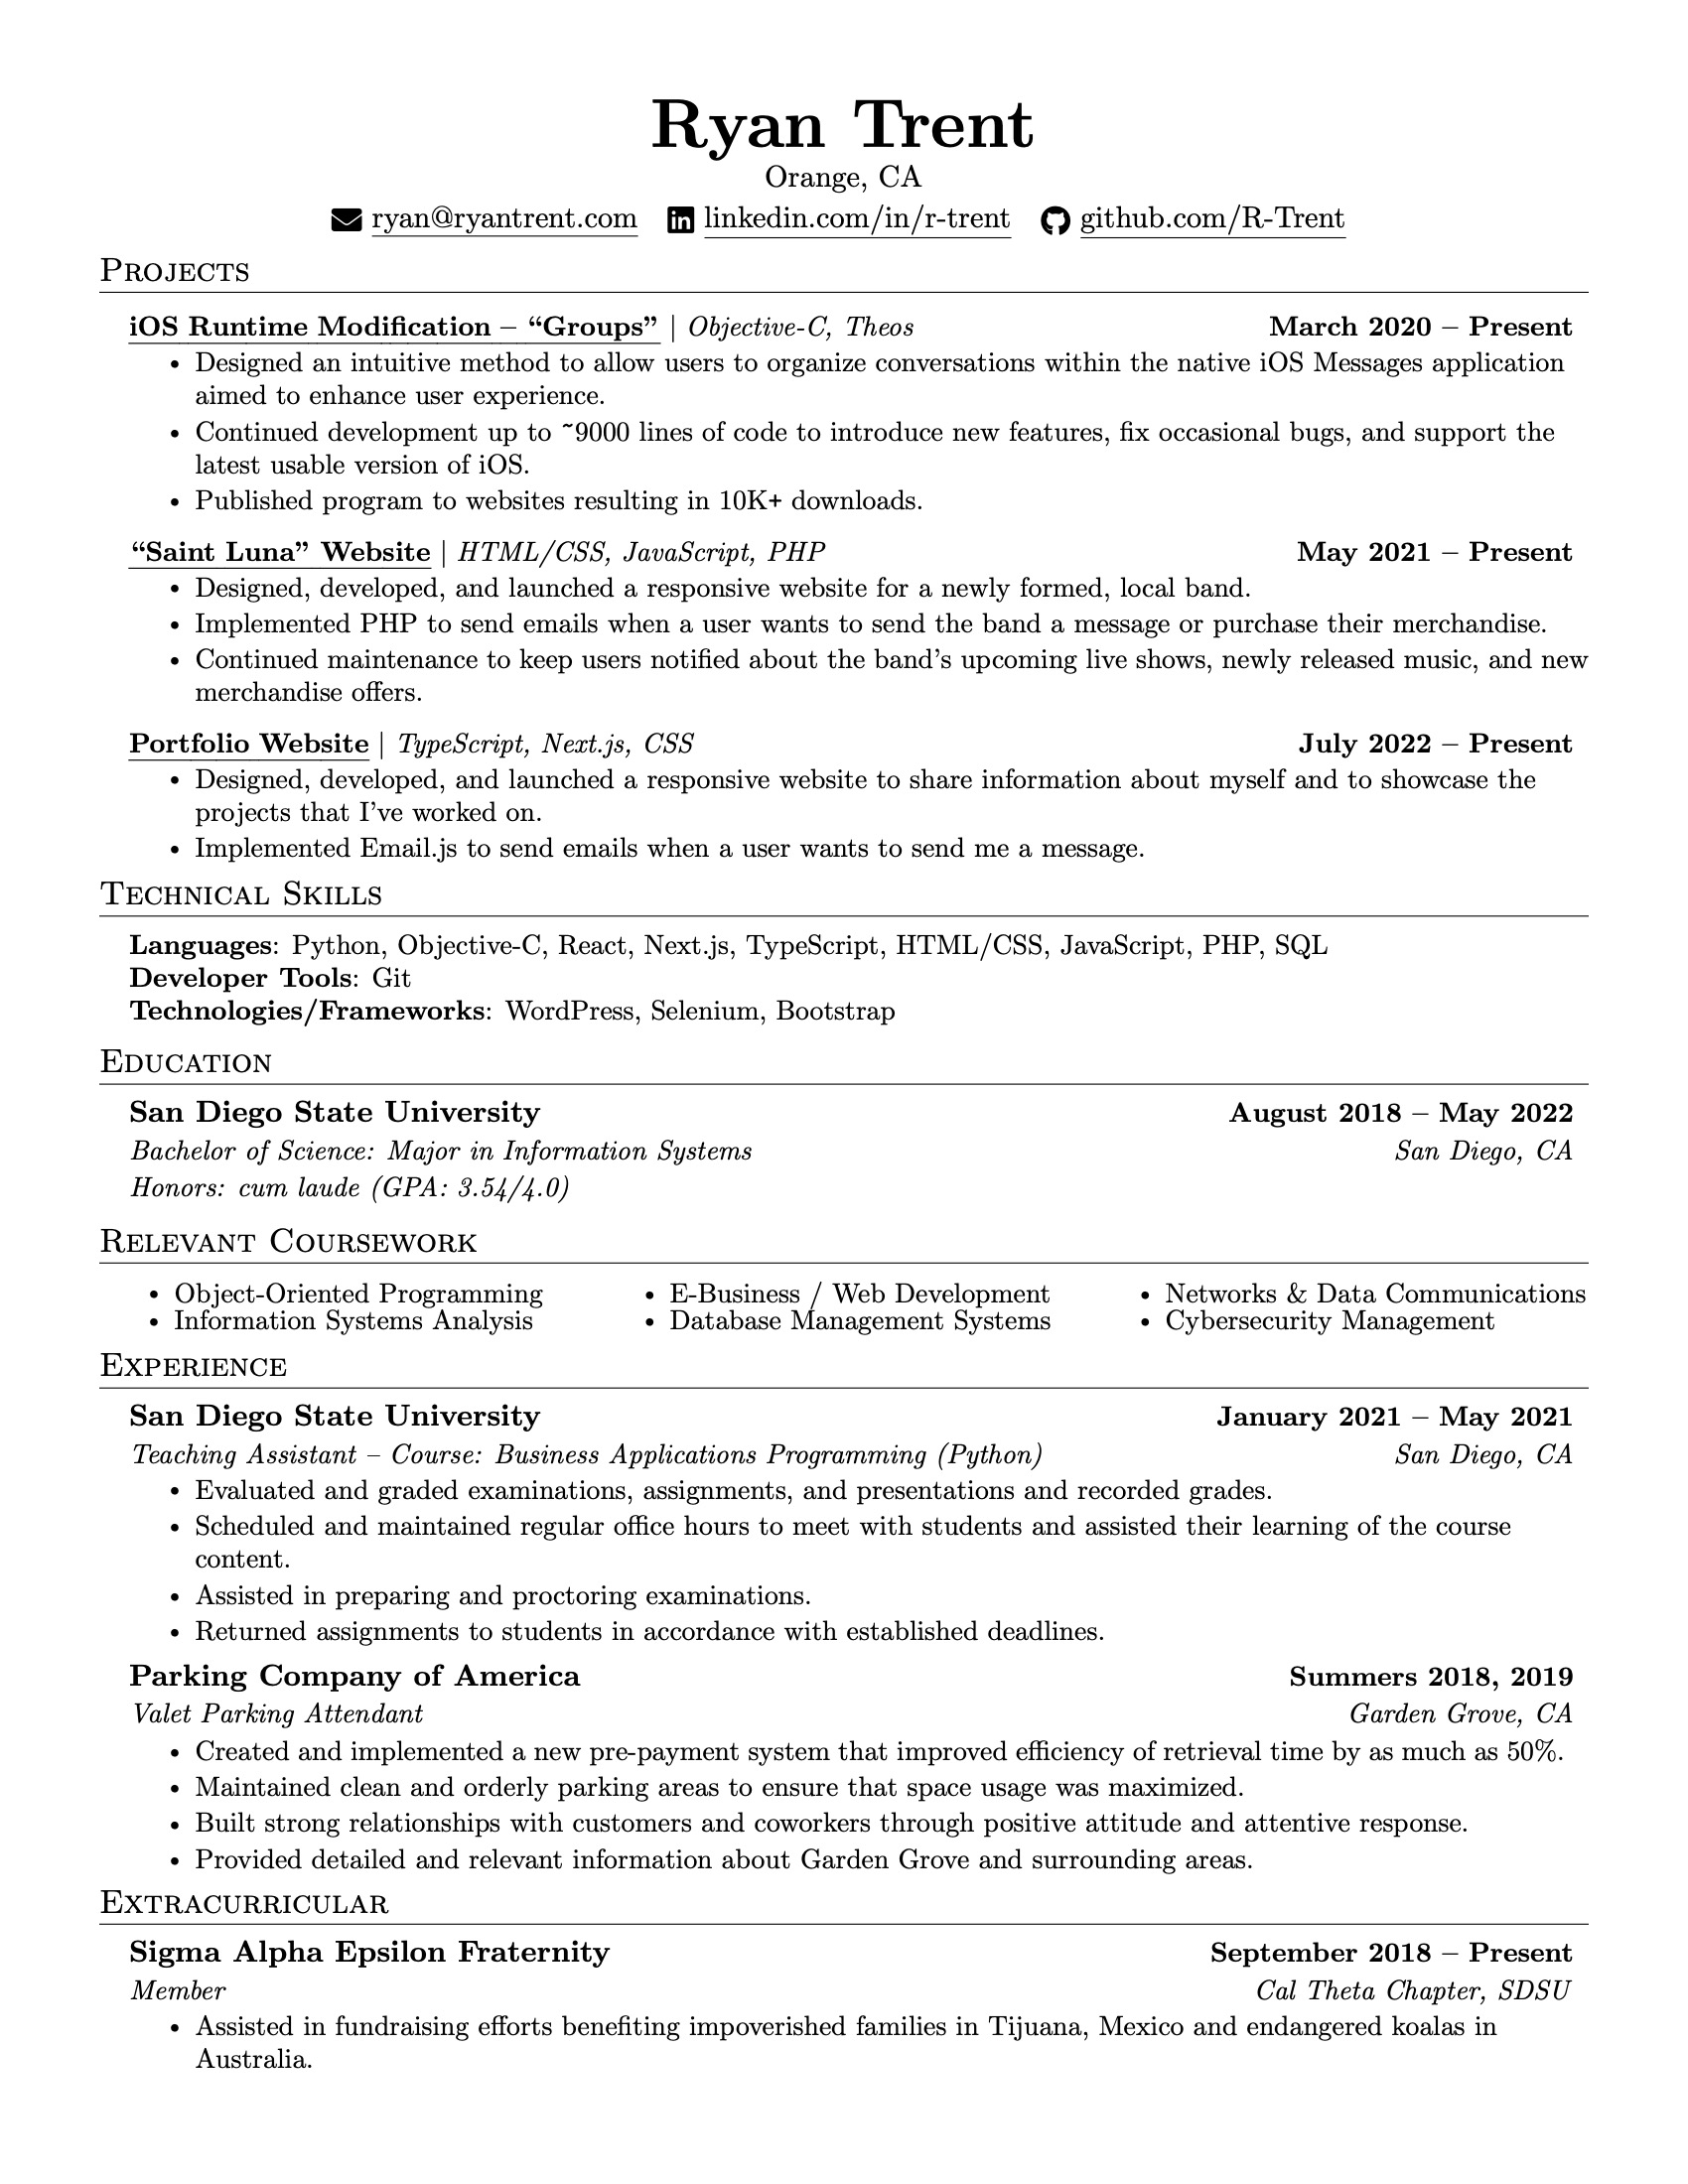 Ryan Trent
Orange, CA
ryan@ryantrent.com linkedin.com/in/r-trent github.com/R-Trent
Projects
iOS Runtime Modification – “Groups” | Objective-C, Theos March 2020 – Present
• Designed an intuitive method to allow users to organize conversations within the native iOS Messages application
aimed to enhance user experience.
• Continued development up to ~9000 lines of code to introduce new features, fix occasional bugs, and support the
latest usable version of iOS.
• Published program to websites resulting in 10K+ downloads.
“Saint Luna” Website | HTML/CSS, JavaScript, PHP May 2021 – Present
• Designed, developed, and launched a responsive website for a newly formed, local band.
• Implemented PHP to send emails when a user wants to send the band a message or purchase their merchandise.
• Continued maintenance to keep users notified about the band’s upcoming live shows, newly released music, and new
merchandise offers.
Portfolio Website | TypeScript, Next.js, CSS July 2022 – Present
• Designed, developed, and launched a responsive website to share information about myself and to showcase the
projects that I’ve worked on.
• Implemented Email.js to send emails when a user wants to send me a message.
Technical Skills
Languages: Python, Objective-C, React, Next.js, TypeScript, HTML/CSS, JavaScript, PHP, SQL
Developer Tools: Git
Technologies/Frameworks: WordPress, Selenium, Bootstrap
Education
San Diego State University August 2018 – May 2022
Bachelor of Science: Major in Information Systems San Diego, CA
Honors: cum laude (GPA: 3.54/4.0)
Relevant Coursework
• Object-Oriented Programming • E-Business / Web Development • Networks & Data Communications
• Information Systems Analysis • Database Management Systems • Cybersecurity Management
Experience
San Diego State University January 2021 – May 2021
Teaching Assistant – Course: Business Applications Programming (Python) San Diego, CA
• Evaluated and graded examinations, assignments, and presentations and recorded grades.
• Scheduled and maintained regular office hours to meet with students and assisted their learning of the course
content.
• Assisted in preparing and proctoring examinations.
• Returned assignments to students in accordance with established deadlines.
Parking Company of America Summers 2018, 2019
Valet Parking Attendant Garden Grove, CA
• Created and implemented a new pre-payment system that improved efficiency of retrieval time by as much as 50%.
• Maintained clean and orderly parking areas to ensure that space usage was maximized.
• Built strong relationships with customers and coworkers through positive attitude and attentive response.
• Provided detailed and relevant information about Garden Grove and surrounding areas.
Extracurricular
Sigma Alpha Epsilon Fraternity September 2018 – Present
Member Cal Theta Chapter, SDSU
• Assisted in fundraising efforts benefiting impoverished families in Tijuana, Mexico and endangered koalas in
Australia.